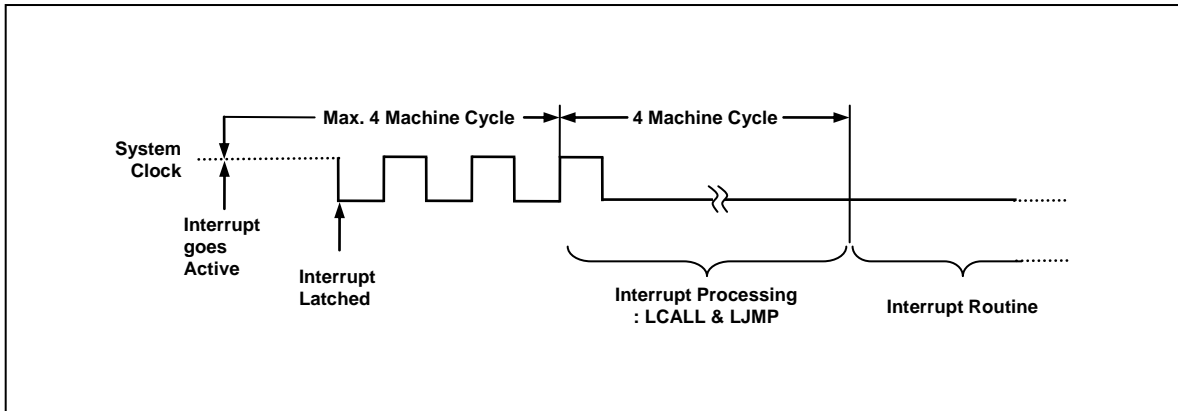 Max. 4 Machine Cycle
4 Machine Cycle
System
Clock
Interrupt
goes
Active
Interrupt
Latched
Interrupt Processing
: LCALL & LJMP
Interrupt Routine